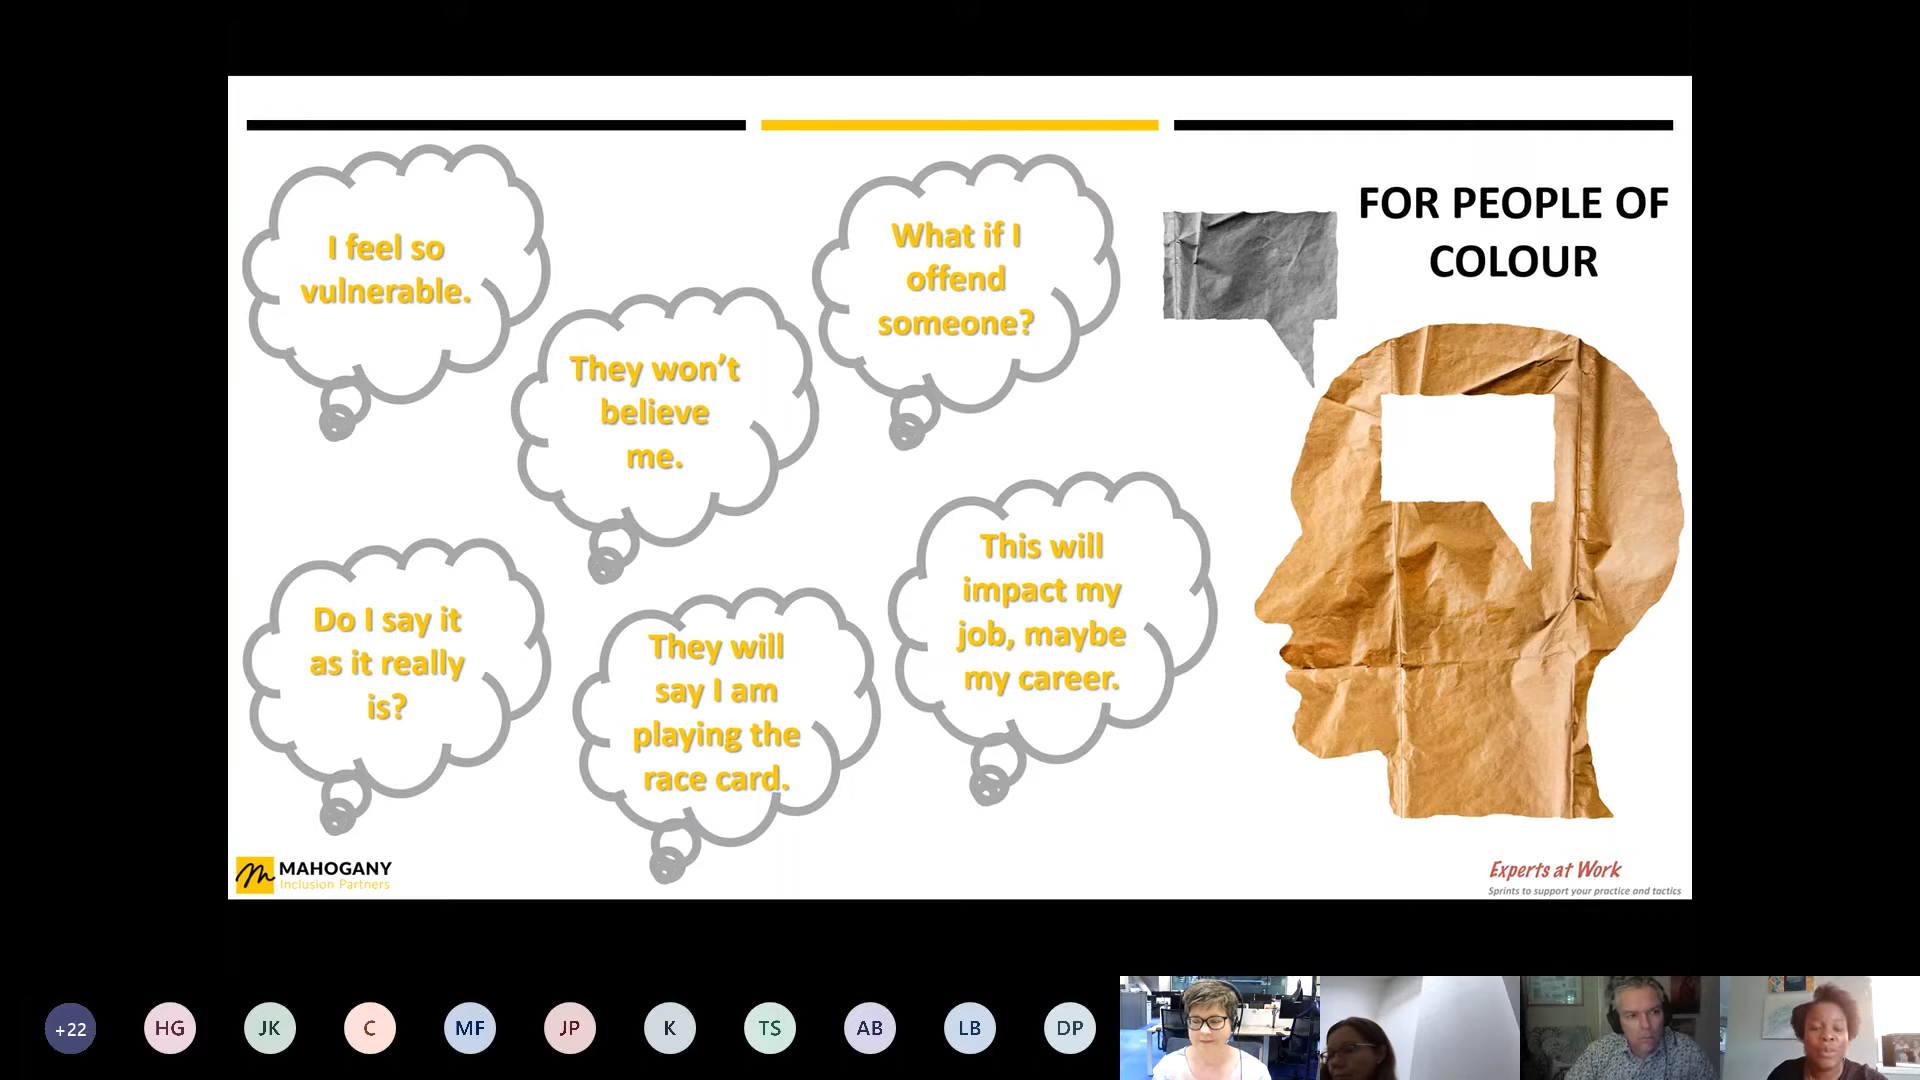 FOR PEOPLE OF
COLOUR
I feel so
vulnerable.
They won't
believe
me.
What if I
offend
someone?
Do I say it
as it really
is?
They will
say I am
playing the
race card.
This will
impact my
job, maybe
my career.
MAHOGANY
Inclusion Partners
Experts at Work
Sprints to support your practice and tactics
+22
HG
JK
C
MF
JP
K
TS
AB
LB
DP